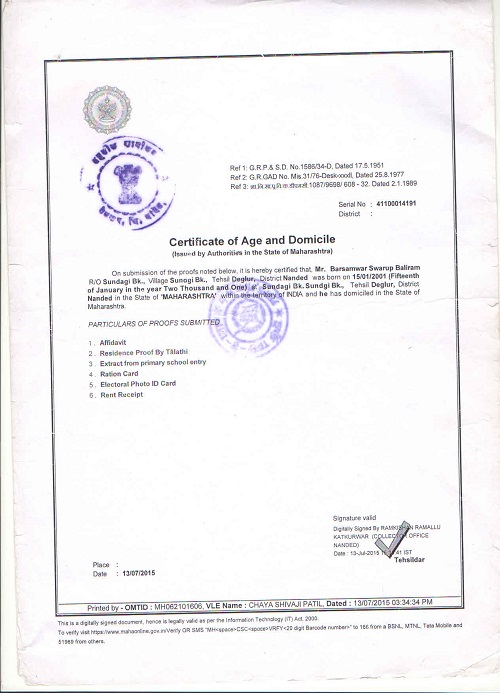 Ref 1: G.R.P.& S.D. No.1586/34-D, Dated 17.5.1951
Ref 2: G.R.GAD No. Mis.31/76-Desk-xxxII, Dated 25.8.1977
Ref 3: 1087/9698/ 608 - 32. Dated 2.1.1989
Serial No : 41100014191
District :
Certificate of Age and Domicile
(Issued by Authorities in the State of Maharashtra)
On submission of the proofs noted below, it is hereby certified that, Mr. Barsamwar Swarup Baliram
R/O Sundagi Bk., Village Sunogi Bk., Tehsil Deglur, District Nanded was born on 15/01/2001 (Fifteenth
of January in the year Two Thousand and One) at Sundagi Bk.Sundgi Bk., Tehsil Deglur, District
Nanded in the State of 'MAHARASHTRA' within the territory of INDIA and he has domiciled in the State of
Maharashtra.
PARTICULARS OF PROOFS SUBMITTED
1 . Affidavit
2 . Residence Proof By Talathi
3 . Extract from primary school entry
4 . Ration Card
5 . Electoral Photo ID Card
6 . Rent Receipt
Signature valid
Digitally Signed By RAMKISHAN RAMALLU
KATKURWAR (COLLECTOR OFFICE
NANDED)
Date : 13-Jul-2015 41 IST
Tehsildar
Place :
Date : 13/07/2015
Printed by - OMTID : MH062101606, VLE Name : CHAYA SHIVAJI PATIL, Dated : 13/07/2015 03:34:34 PM
This is a digitally signed document, hence is legally valid as per the Information Technology (IT) Act, 2000.
To verify visit https://www.mahaonline.gov.in/Verify OR SMS "MH<space>CSC<space>VRFY<20 digit Barcode number>" to 166 from a BSNL, MTNL, Tata Mobile and
51969 from others.